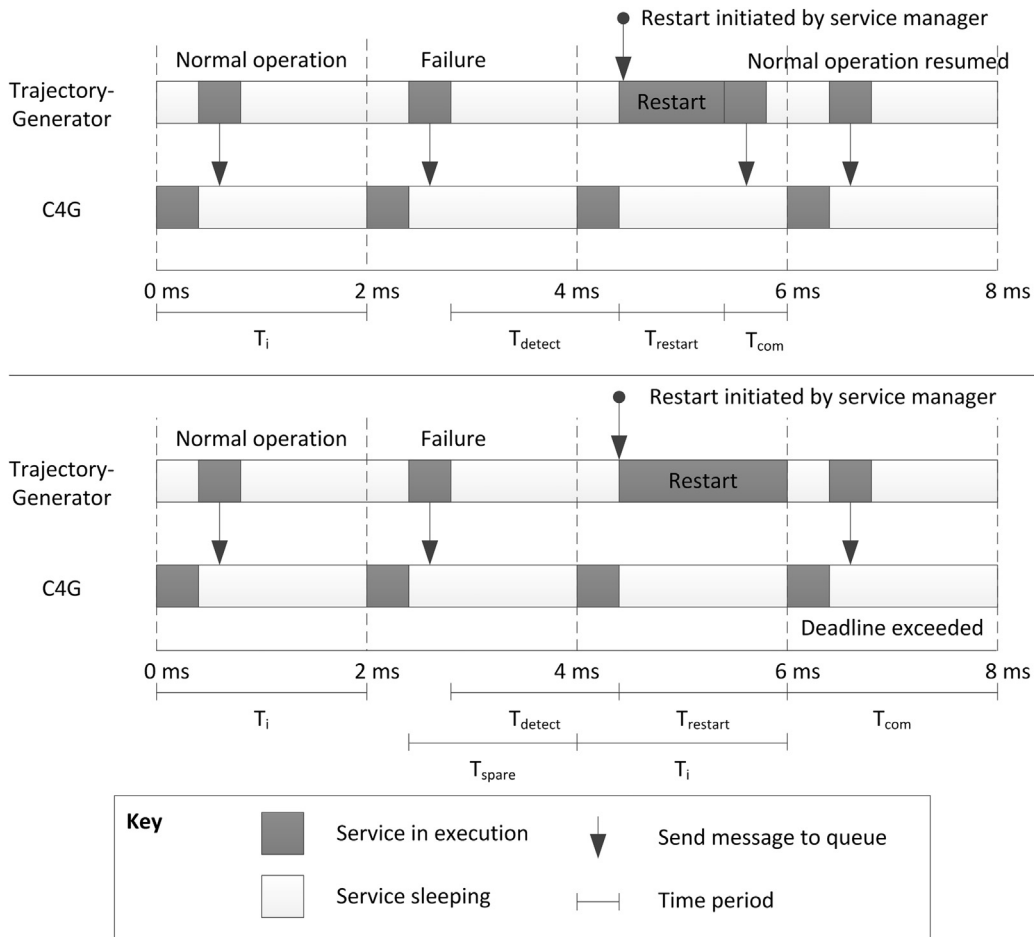 Restart initiated by service manager
Normal operation Failure Normal operation resumed
Trajectory-
Generator
Restart
C4G
0 ms 2 ms 4 ms 6 ms 8 ms
Ti Tdetect Trestart Tcom
Restart initiated by service manager
Normal operation Failure
Trajectory-
Generator
Restart
C4G
Deadline exceeded
0 ms 2 ms 4 ms 6 ms 8 ms
Ti Tdetect Trestart Tcom
Tspare Ti
Key
Service in execution Send message to queue
Service sleeping Time period